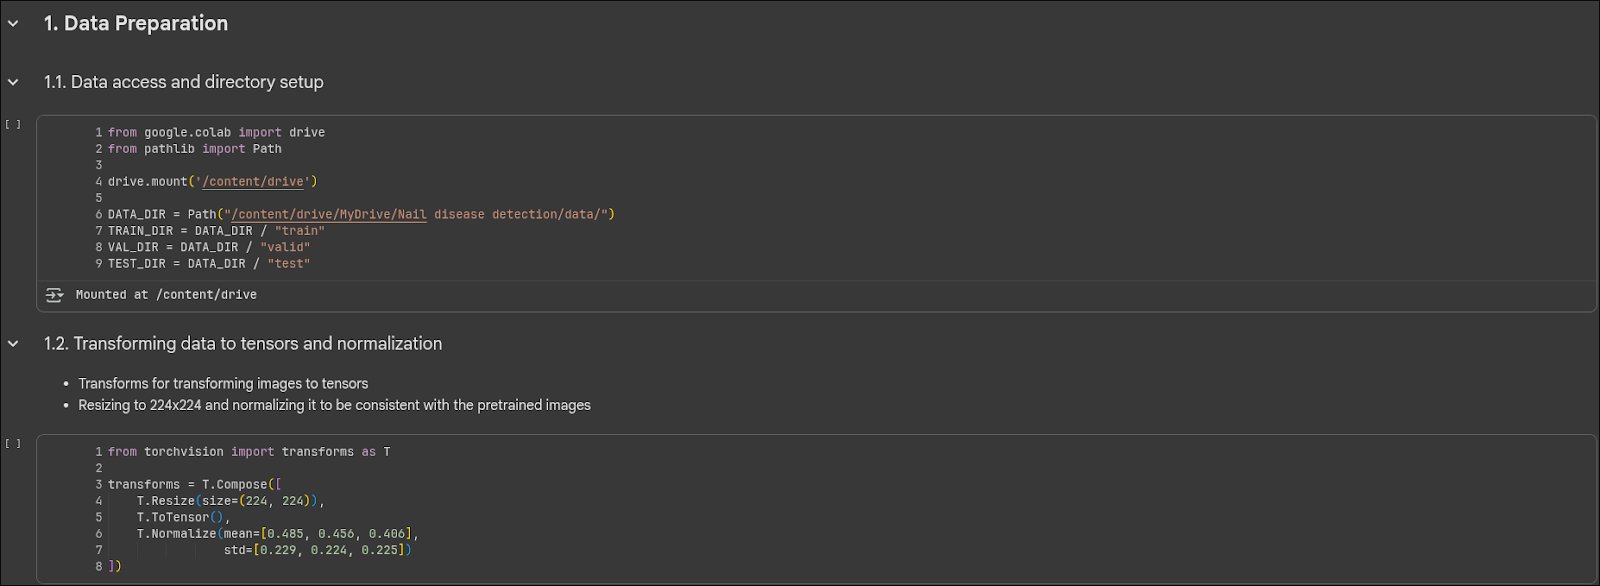 1. Data Preparation
1.1. Data access and directory setup
[ ]
1 from google.colab import drive
2 from pathlib import Path
3
4 drive.mount('/content/drive')
5
6 DATA_DIR = Path("/content/drive/MyDrive/Nail disease detection/data/")
7 TRAIN_DIR = DATA_DIR / "train"
8 VAL_DIR = DATA_DIR / "valid"
9 TEST_DIR = DATA_DIR / "test"
Mounted at /content/drive
1.2. Transforming data to tensors and normalization
• Transforms for transforming images to tensors
• Resizing to 224x224 and normalizing it to be consistent with the pretrained images
[ ]
1 from torchvision import transforms as T
2
3 transforms = T.Compose([
4     T.Resize(size=(224, 224)),
5     T.ToTensor(),
6     T.Normalize(mean=[0.485, 0.456, 0.406],
7                 std=[0.229, 0.224, 0.225])
8 ])